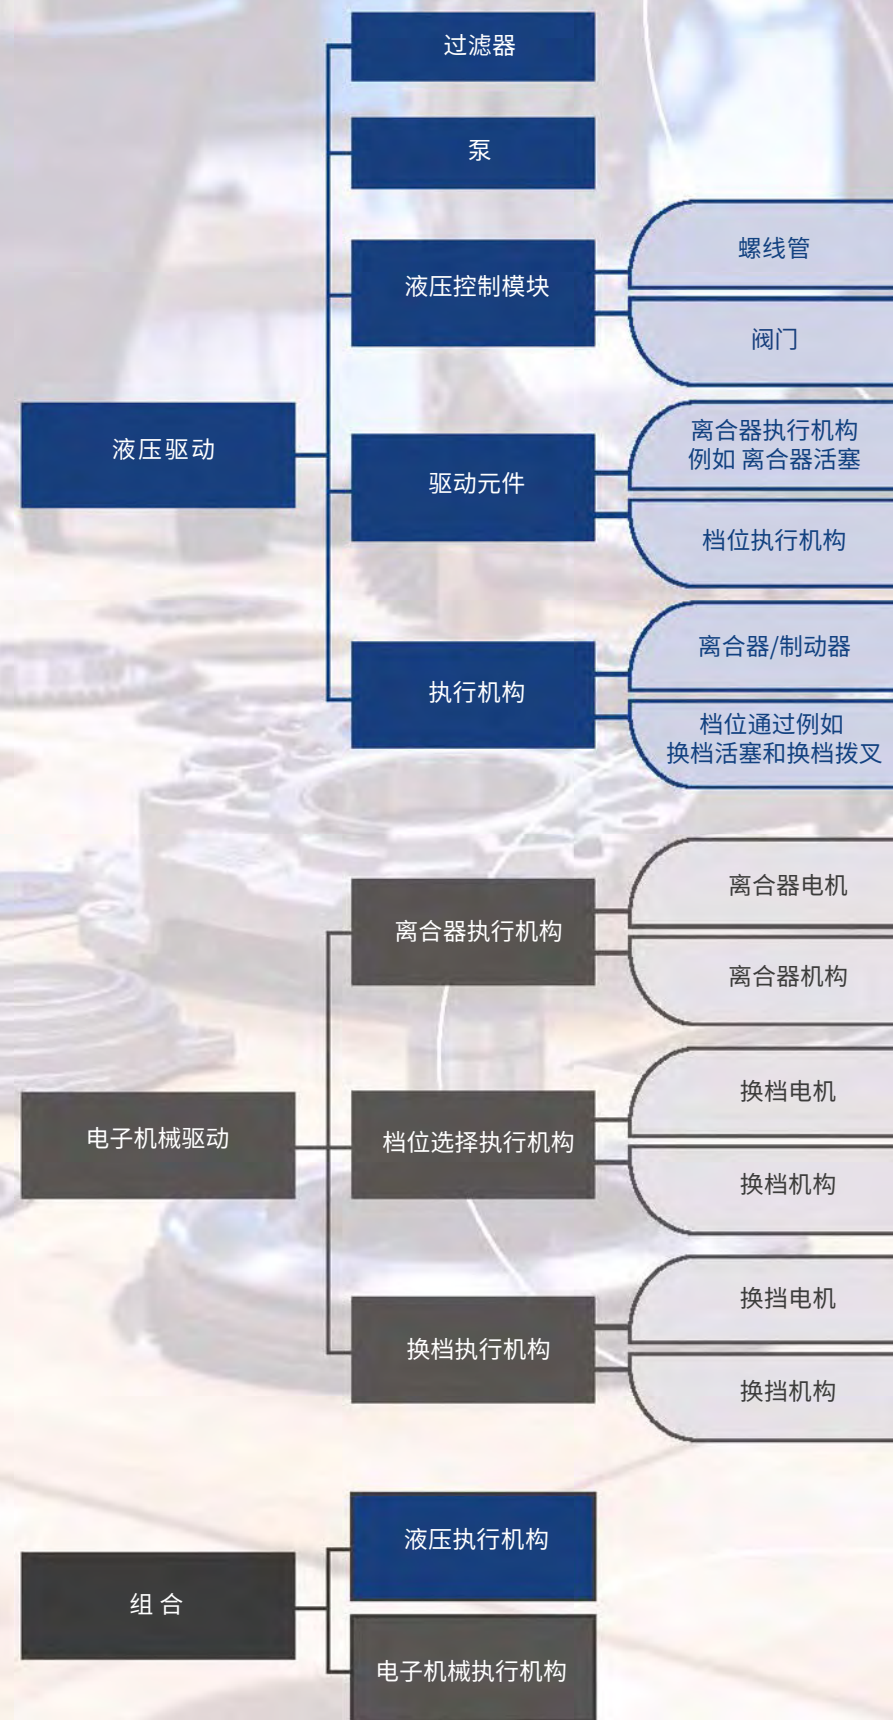 过滤器
泵
液压控制模块
螺线管
阀门
液压驱动
驱动元件
离合器执行机构
例如 离合器活塞
档位执行机构
执行机构
离合器/制动器
档位通过例如
换档活塞和换档拨叉
电子机械驱动
离合器执行机构
离合器电机
离合器机构
档位选择执行机构
换档电机
换档机构
换档执行机构
换挡电机
换挡机构
组 合
液压执行机构
电子机械执行机构